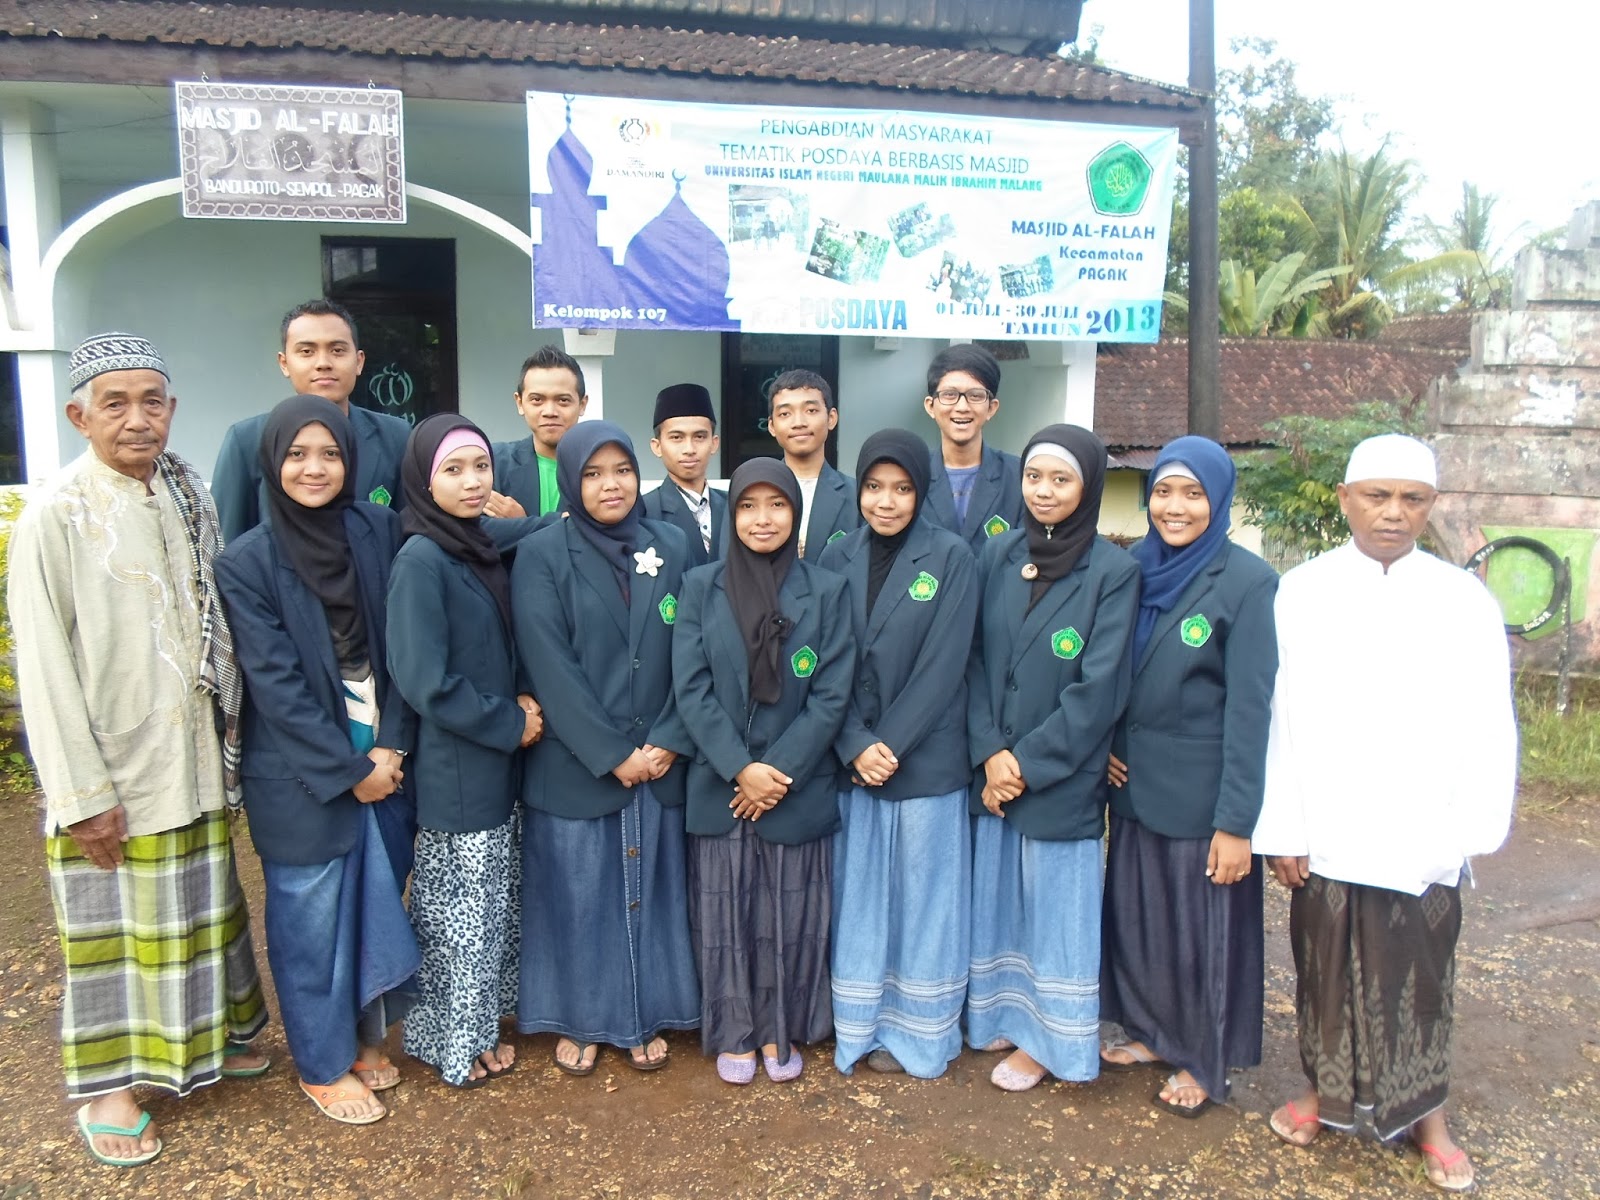 MASJID AL-FALAH
BANDUROTO-SEMPOL-PAGAK
DAMANDIRI
PENGABDIAN MASYARAKAT
TEMATIK POSDAYA BERBASIS MASJID
UNIVERSITAS ISLAM NEGERI MAULANA MALIK IBRAHIM MALANG
MASJID AL-FALAH
Kecamatan
PAGAK
Kelompok 107
POSDAYA
01 JULI - 30 JULI
TAHUN 2013